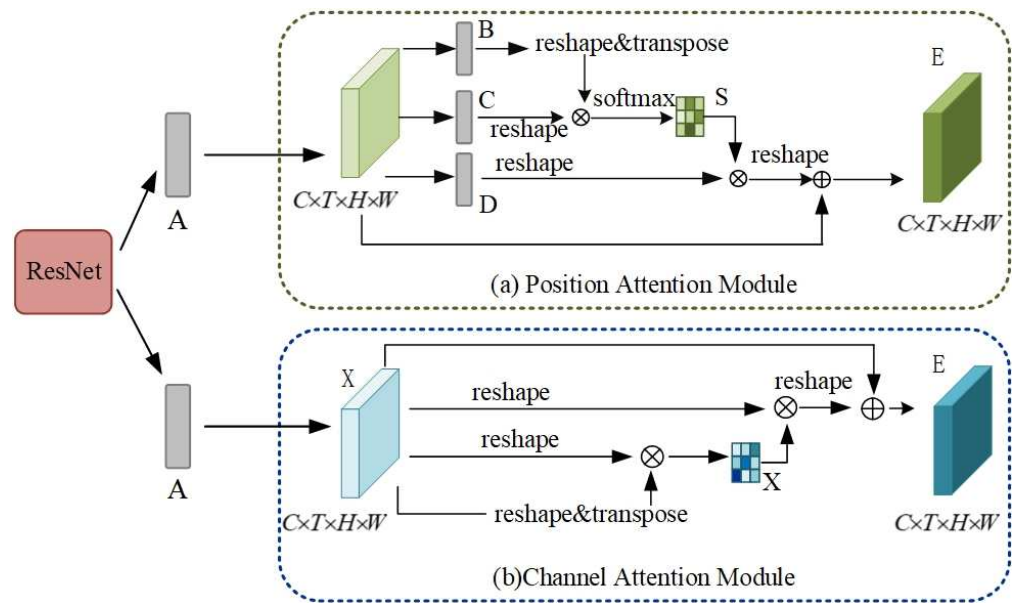 B
reshape&transpose
E
C
softmax
S
reshape
A
reshape
reshape
D
C×T×H×W
C×T×H×W
ResNet
(a) Position Attention Module
X
reshape
E
reshape
reshape
A
X
reshape&transpose
C×T×H×W
C×T×H×W
(b)Channel Attention Module